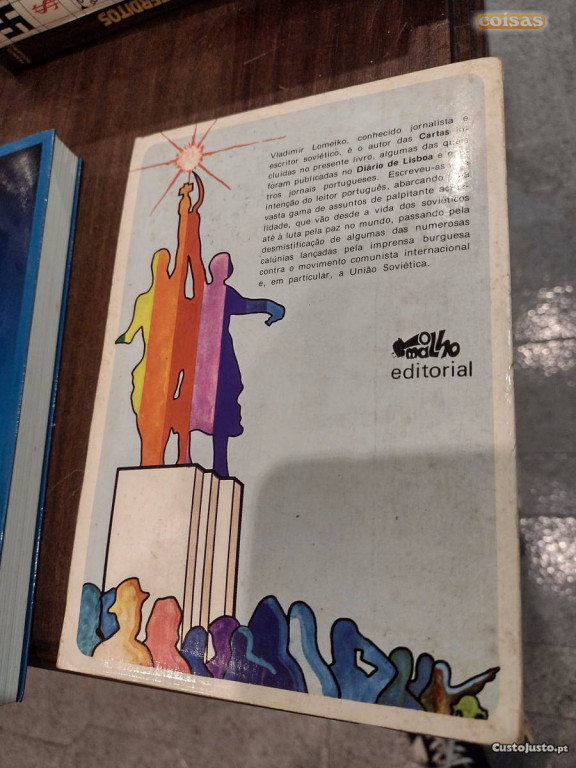 coisas
ERDITOS
Vladimir Lomeiko, conhecido jornalista e
escritor soviético, é o autor das Cartas in-
cluídas no presente livro, algumas das quais
foram publicadas no Diário de Lisboa e
tros jornais portugueses. Escreveu-as
intenção do leitor português, abarcando
vasta gama de assuntos de palpitante
lidade, que vão desde a vida dos soviéticos
até à luta pela paz no mundo, passando pela
desmistificação de algumas das numerosas
calúnias lançadas pela imprensa burguesa
contra o movimento comunista internacional
e, em particular, a União Soviética.
O malho
editorial
CustoJusto.pt